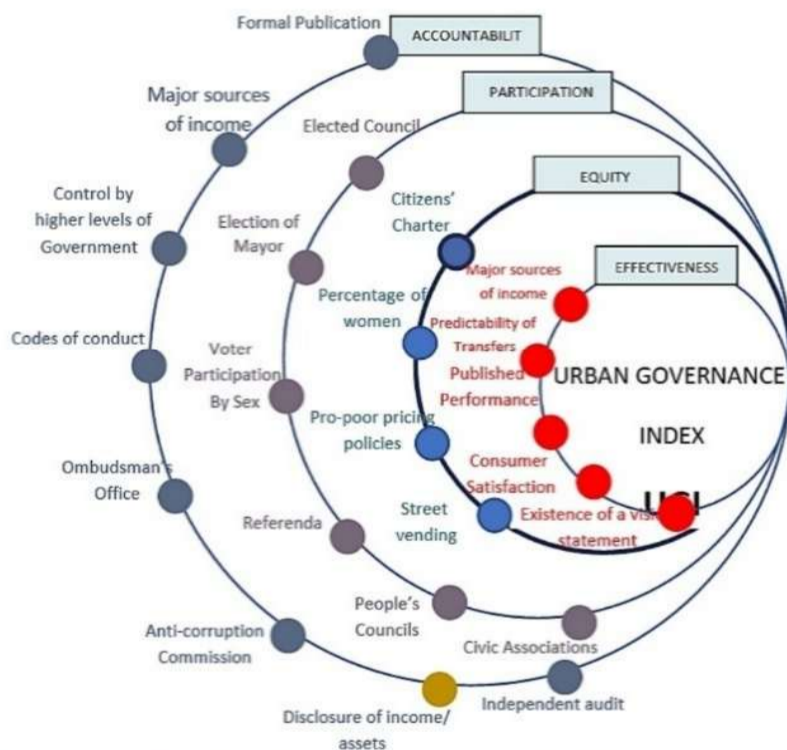 Formal Publication
ACCOUNTABILIT
Major sources
of income
PARTICIPATION
Elected Council
Control by
higher levels of
Government
EQUITY
Citizens'
Charter
Election of
Mayor
EFFECTIVENESS
Major sources
of income
Percentage of
women
Predictability of
Transfers
Codes of conduct
Voter
Participation
By Sex
Published
Performance
URBAN GOVERNANCE
INDEX
Pro-poor pricing
policies
Consumer
Satisfaction
Ombudsman's
Office
Street
vending
Existence of a
statement
Referenda
People's
Councils
Civic Associations
Anti-corruption
Commission
Independent audit
Disclosure of income/
assets